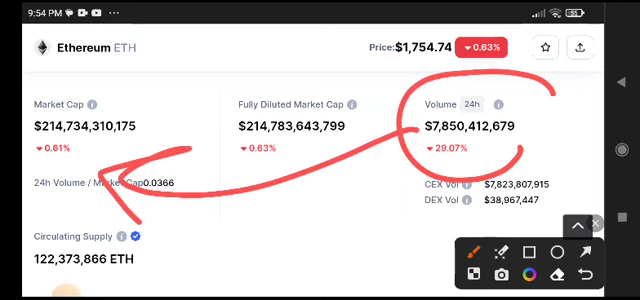 9:54 PM
Ethereum ETH
Price: $1,754.74 0.63%
Market Cap
$214,734,310,175
0.61%
24h Volume / Market Cap 0.0366
Fully Diluted Market Cap
$214,783,643,799
0.63%
Volume 24h
$7,850,412,679
29.07%
CEX Vol $7,823,807,915
DEX Vol $38,967,447
Circulating Supply
122,373,866 ETH